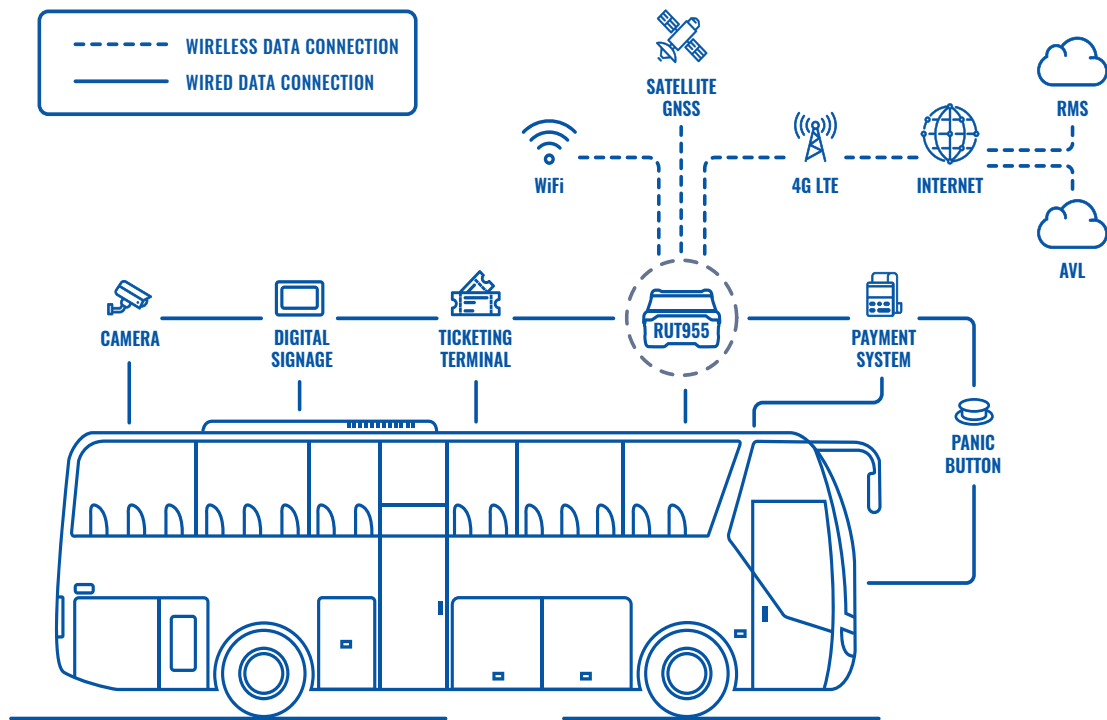 WIRELESS DATA CONNECTION
WIRED DATA CONNECTION
SATELLITE
GNSS
RMS
WiFi
4G LTE
INTERNET
AVL
CAMERA
DIGITAL
SIGNAGE
TICKETING
TERMINAL
RUT955
PAYMENT
SYSTEM
PANIC
BUTTON